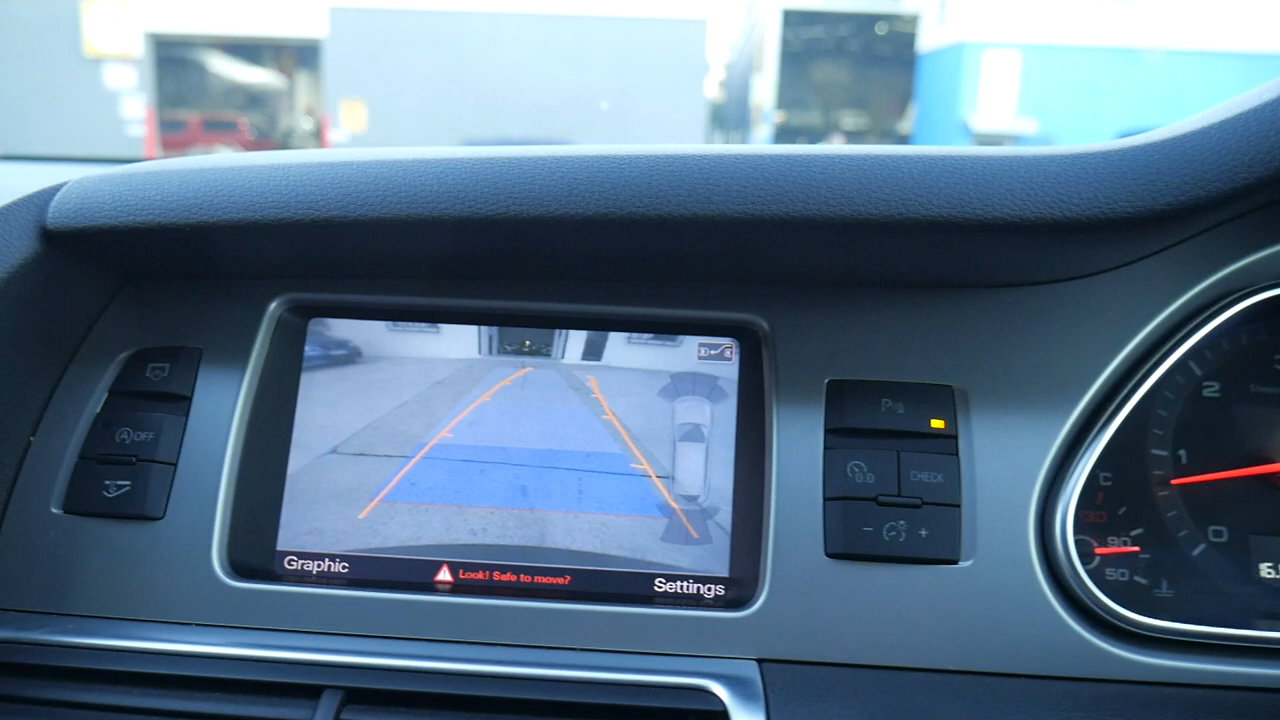 Graphic
Look! Safe to move?
Settings
OFF
P
0.0
CHECK
- +
2
1
0
C
130
90
50